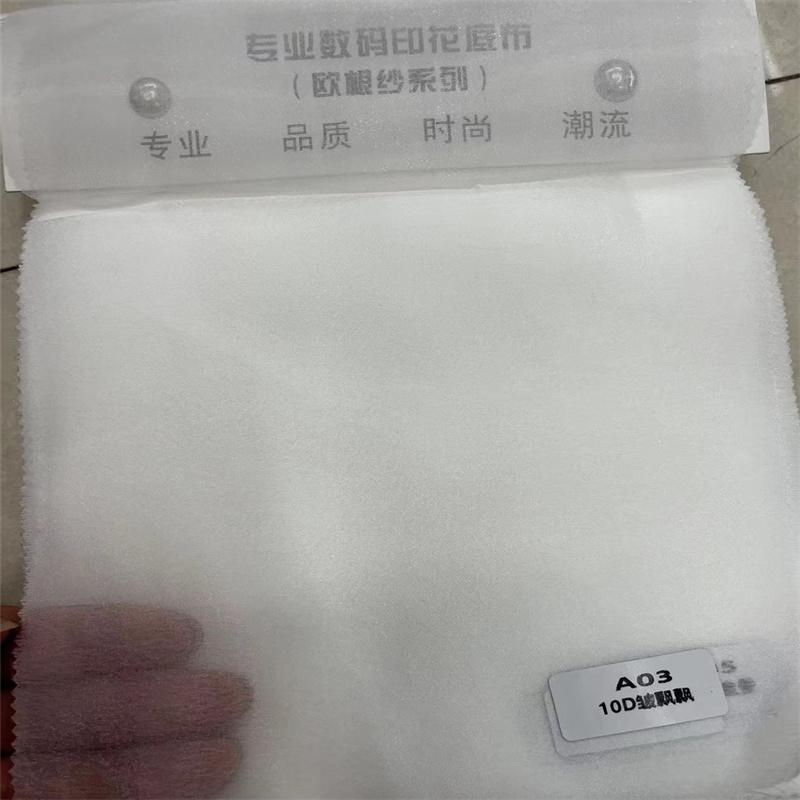 专业数码印花底布
（欧根纱系列）
专业 品质 时尚 潮流
A03
10D皱飘飘